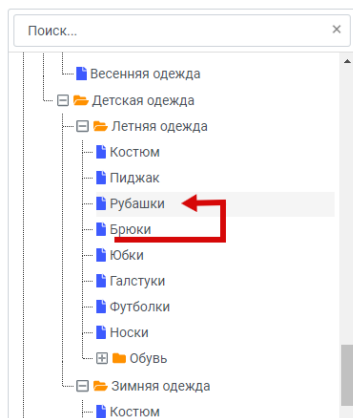 Поиск...
Весенняя одежда
Детская одежда
Летняя одежда
Костюм
Пиджак
Рубашки
Брюки
Юбки
Галстуки
Футболки
Носки
Обувь
Зимняя одежда
Костюм